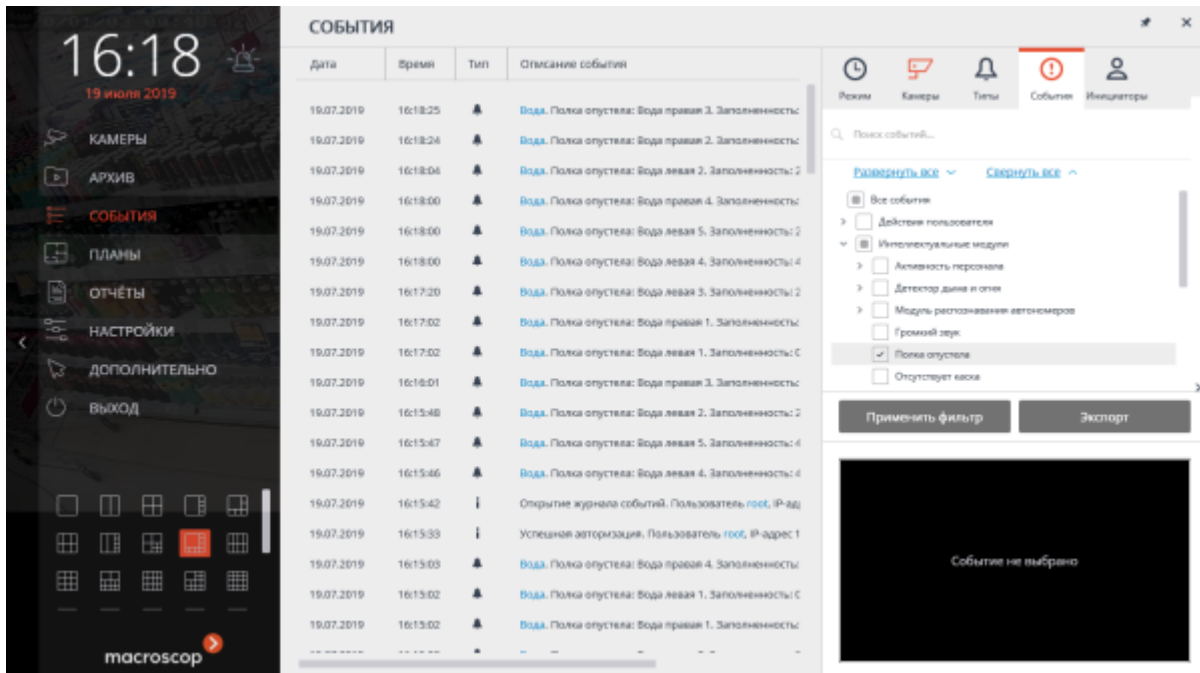 16:18
19 июля 2019
КАМЕРЫ
АРХИВ
СОБЫТИЯ
ПЛАНЫ
ОТЧЁТЫ
НАСТРОЙКИ
ДОПОЛНИТЕЛЬНО
ВЫХОД
macroscop
СОБЫТИЯ
Дата Время Тип Описание события
19.07.2019 16:18:25 Вода. Полка опустела: Вода правая 3. Заполненность:
19.07.2019 16:18:24 Вода. Полка опустела: Вода правая 2. Заполненность:
19.07.2019 16:18:04 Вода. Полка опустела: Вода левая 2. Заполненность: 2
19.07.2019 16:18:00 Вода. Полка опустела: Вода правая 4. Заполненность:
19.07.2019 16:18:00 Вода. Полка опустела: Вода левая 5. Заполненность: 2
19.07.2019 16:18:00 Вода. Полка опустела: Вода левая 4. Заполненность: 4
19.07.2019 16:17:20 Вода. Полка опустела: Вода левая 3. Заполненность: 2
19.07.2019 16:17:02 Вода. Полка опустела: Вода правая 1. Заполненность:
19.07.2019 16:17:02 Вода. Полка опустела: Вода левая 1. Заполненность: 0
19.07.2019 16:16:01 Вода. Полка опустела: Вода правая 3. Заполненность:
19.07.2019 16:15:48 Вода. Полка опустела: Вода левая 2. Заполненность: 2
19.07.2019 16:15:47 Вода. Полка опустела: Вода левая 5. Заполненность: 4
19.07.2019 16:15:46 Вода. Полка опустела: Вода левая 4. Заполненность: 4
19.07.2019 16:15:42 Открытие журнала событий. Пользователь root, IP-адр
19.07.2019 16:15:33 Успешная авторизация. Пользователь root, IP-адрес 1
19.07.2019 16:15:03 Вода. Полка опустела: Вода правая 4. Заполненность:
19.07.2019 16:15:02 Вода. Полка опустела: Вода левая 1. Заполненность: 0
19.07.2019 16:15:02 Вода. Полка опустела: Вода правая 1. Заполненность:
Режим Камеры Типы События Инициаторы
Поиск событий...
Развернуть все Свернуть все
Все события
Действия пользователя
Интеллектуальные модули
Активность персонала
Детектор дыма и огня
Модуль распознавания автономеров
Громкий звук
Полка опустела
Отсутствует каска
Применить фильтр Экспорт
Событие не выбрано